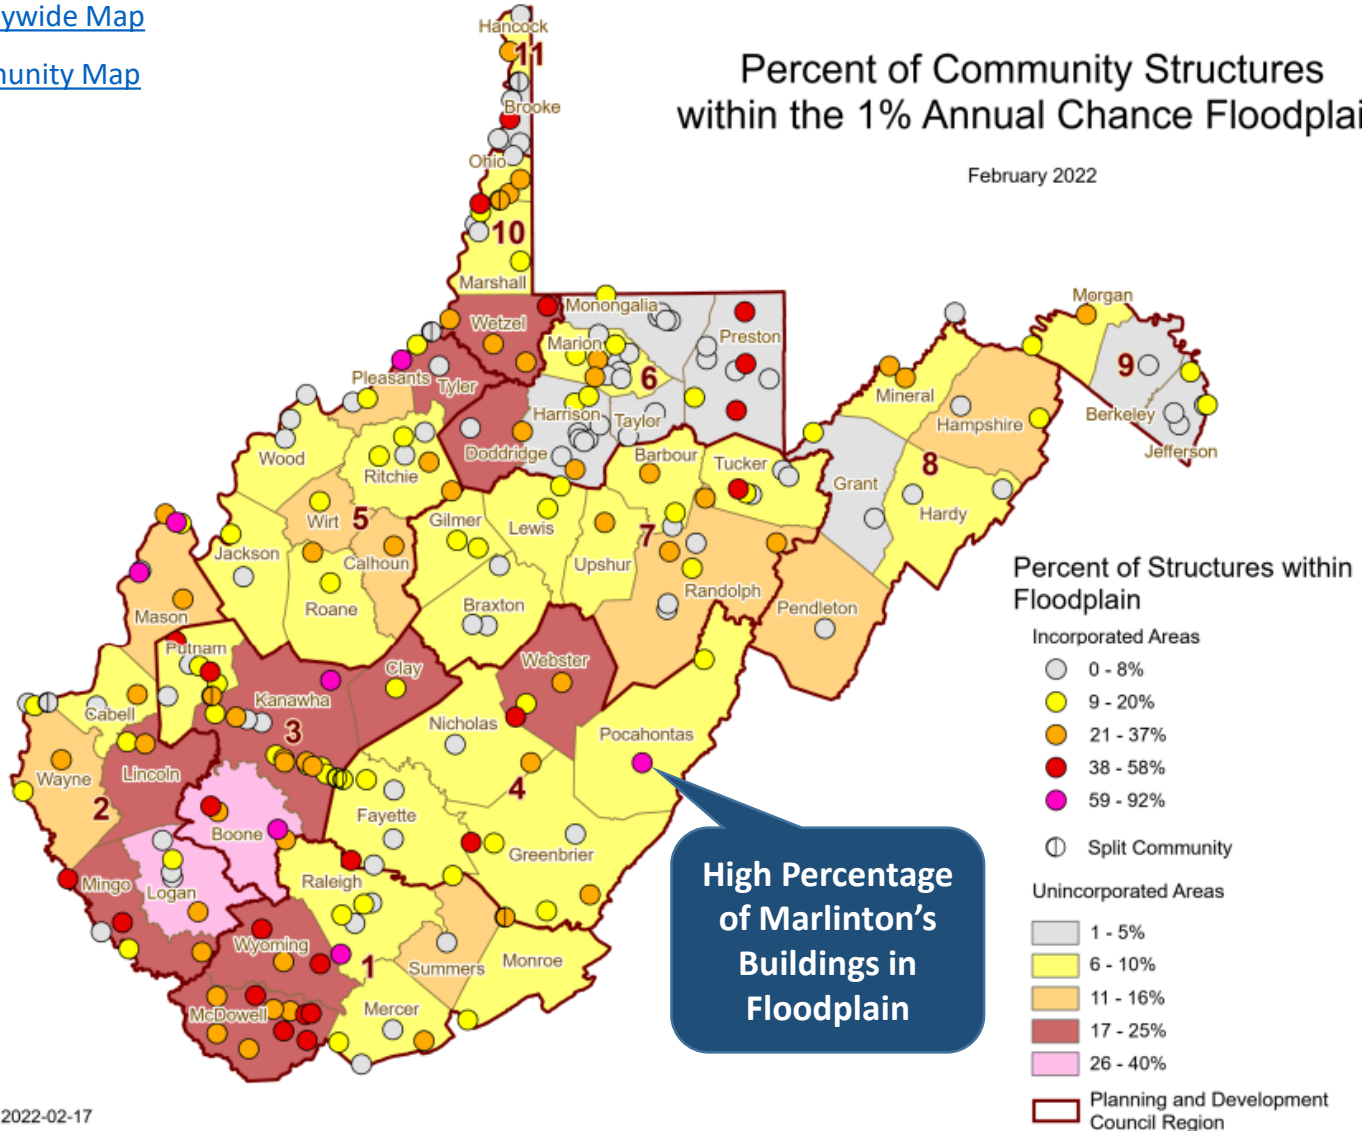 ywide Map
nunity Map
Percent of Community Structures
within the 1% Annual Chance Floodplai
February 2022
Hancock
11
Brooke
Ohio
10
Marshall
Wetzel
Monongalia
Preston
Marion
6
Pleasants
Tyler
Harrison
Taylor
Doddridge
Wood
Ritchie
Barbour
Tucker
Morgan
9
Mineral
Berkeley
Hampshire
Jefferson
8
Grant
Hardy
Wirt
5
Gilmer
Lewis
7
Jackson
Calhoun
Upshur
Roane
Braxton
Randolph
Pendleton
Mason
Putnam
Clay
Webster
Kanawha
Cabell
3
Nicholas
Pocahontas
Wayne
Lincoln
2
4
Boone
Fayette
Greenbrier
Mingo
Logan
Raleigh
Wyoming
1
Summers
Monroe
McDowell
Mercer
High Percentage
of Marlinton’s
Buildings in
Floodplain
Percent of Structures within
Floodplain
Incorporated Areas
0 - 8%
9 - 20%
21 - 37%
38 - 58%
59 - 92%
Split Community
Unincorporated Areas
1 - 5%
6 - 10%
11 - 16%
17 - 25%
26 - 40%
Planning and Development
Council Region
2022-02-17